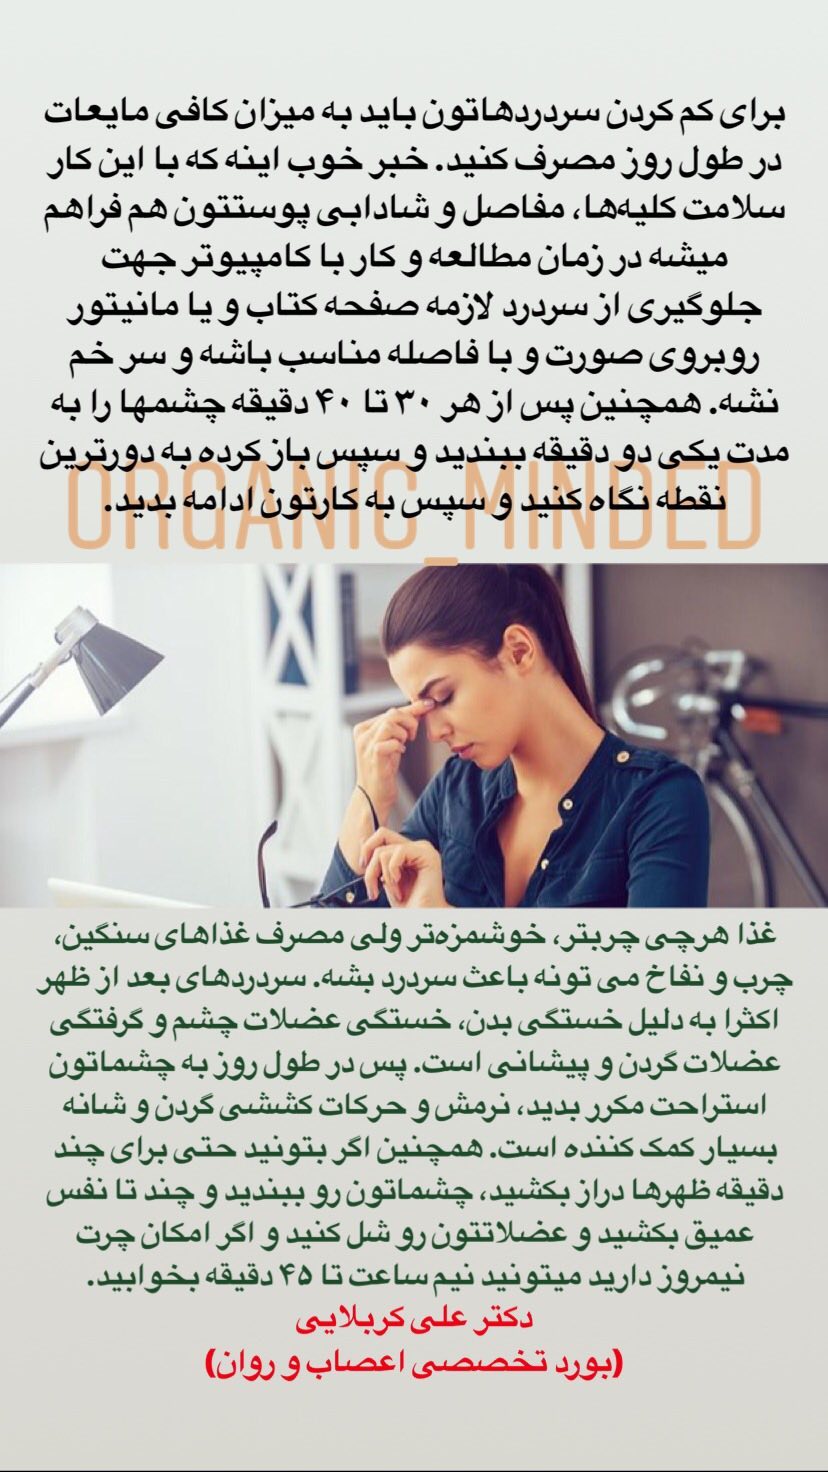 برای کم کردن سردردهاتون باید به میزان کافی مایعات
در طول روز مصرف کنید. خبر خوب اینه که با این کار
سلامت کلیه‌ها، مفاصل و شادابی پوستتون هم فراهم
میشه در زمان مطالعه و کار با کامپیوتر جهت
جلوگیری از سردرد لازمه صفحه کتاب و یا مانیتور
روبروی صورت و با فاصله مناسب باشه و سر خم
نشه. همچنین پس از هر ۳۰ تا ۴۰ دقیقه چشمها را به
مدت یکی دو دقیقه ببندید و سپس باز کرده به دورترین
نقطه نگاه کنید و سپس به کارتون ادامه بدید.
ORGANIC_MINDED
غذا هرچی چربتر، خوشمزه‌تر ولی مصرف غذاهای سنگین،
چرب و نفاخ می تونه باعث سردرد بشه. سردردهای بعد از ظهر
اکثرا به دلیل خستگی بدن، خستگی عضلات چشم و گرفتگی
عضلات گردن و پیشانی است. پس در طول روز به چشماتون
استراحت مکرر بدید، نرمش و حرکات کششی گردن و شانه
بسیار کمک کننده است. همچنین اگر بتونید حتی برای چند
دقیقه ظهرها دراز بکشید، چشماتون رو ببندید و چند تا نفس
عمیق بکشید و عضلاتتون رو شل کنید و اگر امکان چرت
نیمروز دارید میتونید نیم ساعت تا ۴۵ دقیقه بخوابید.
دکتر علی کربلایی
(بورد تخصصی اعصاب و روان)